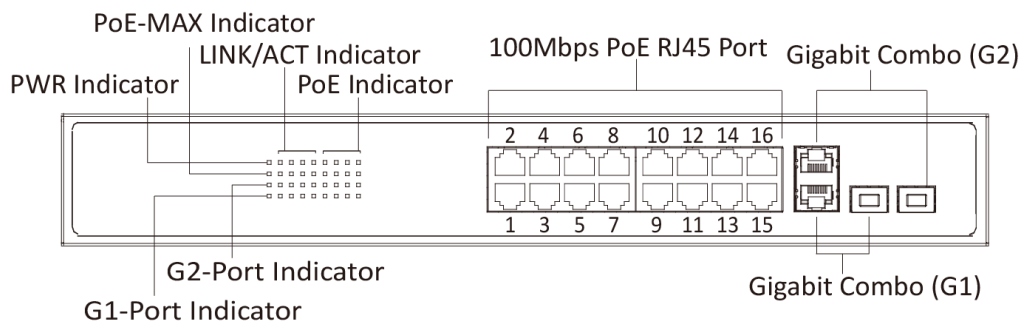 PoE-MAX Indicator
LINK/ACT Indicator
100Mbps PoE RJ45 Port
Gigabit Combo (G2)
PWR Indicator
PoE Indicator
2 4 6 8 10 12 14 16
1 3 5 7 9 11 13 15
G2-Port Indicator
Gigabit Combo (G1)
G1-Port Indicator